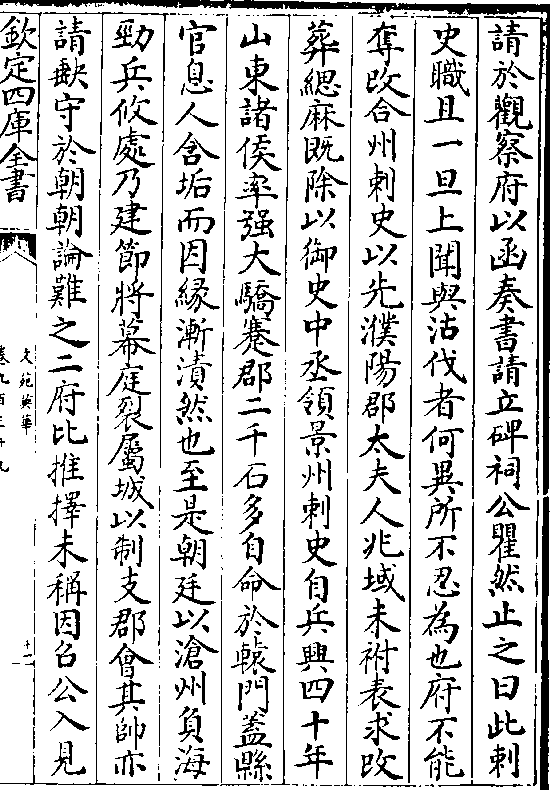 請於觀察府以函奏書請立碑祠公瞿然止之曰此刺
史職且一旦上聞與沽伐者何異所不忍為也府不能
奪改合州刺史以先濮陽郡太夫人兆域未祔表求改
葬緦麻既除以御史中丞領景州刺史自兵興四十年
山東諸侯率强大驕蹇郡二千石多自命於轅門蓋縣
官息人含垢而因緣漸漬然也至是朝廷以滄州負海
勁兵攸處乃建節將幕庭裂屬城以制支郡會其帥亦
請輟守於朝朝論難之二府比推擇未稱因召公入見
欽定四庫全書
文苑英華
卷九百三十九
十二